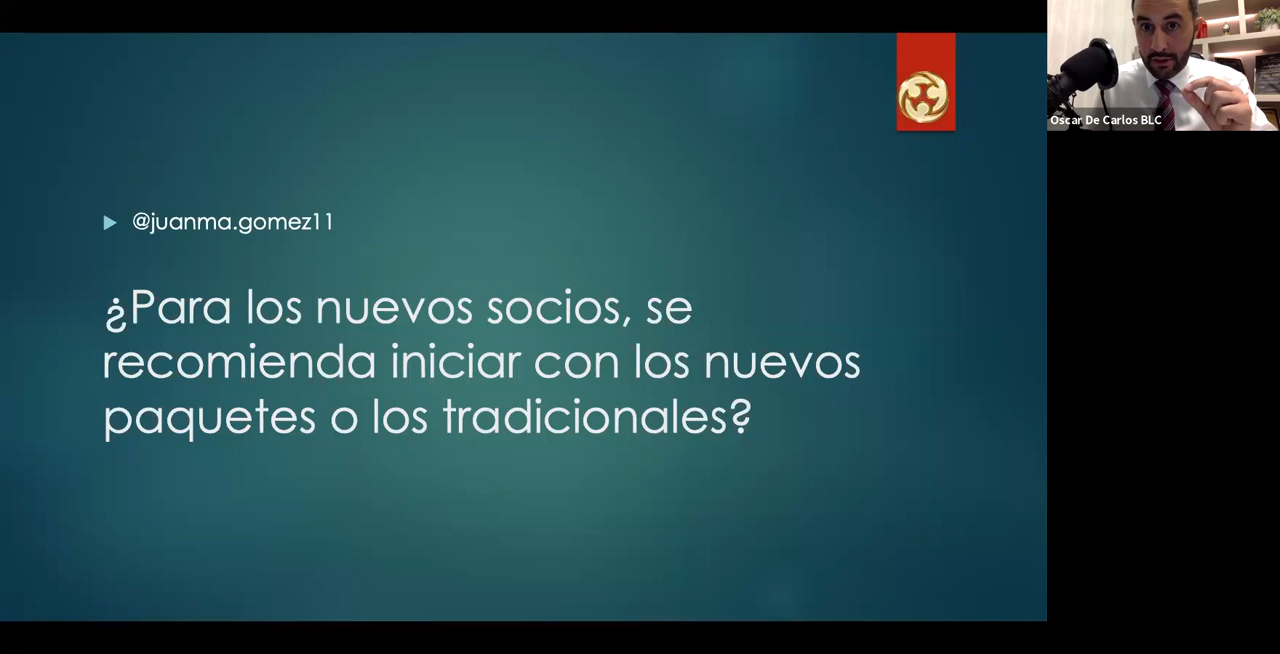 @juanma.gomez11
¿Para los nuevos socios, se
recomienda iniciar con los nuevos
paquetes o los tradicionales?
Oscar De Carlos BLC